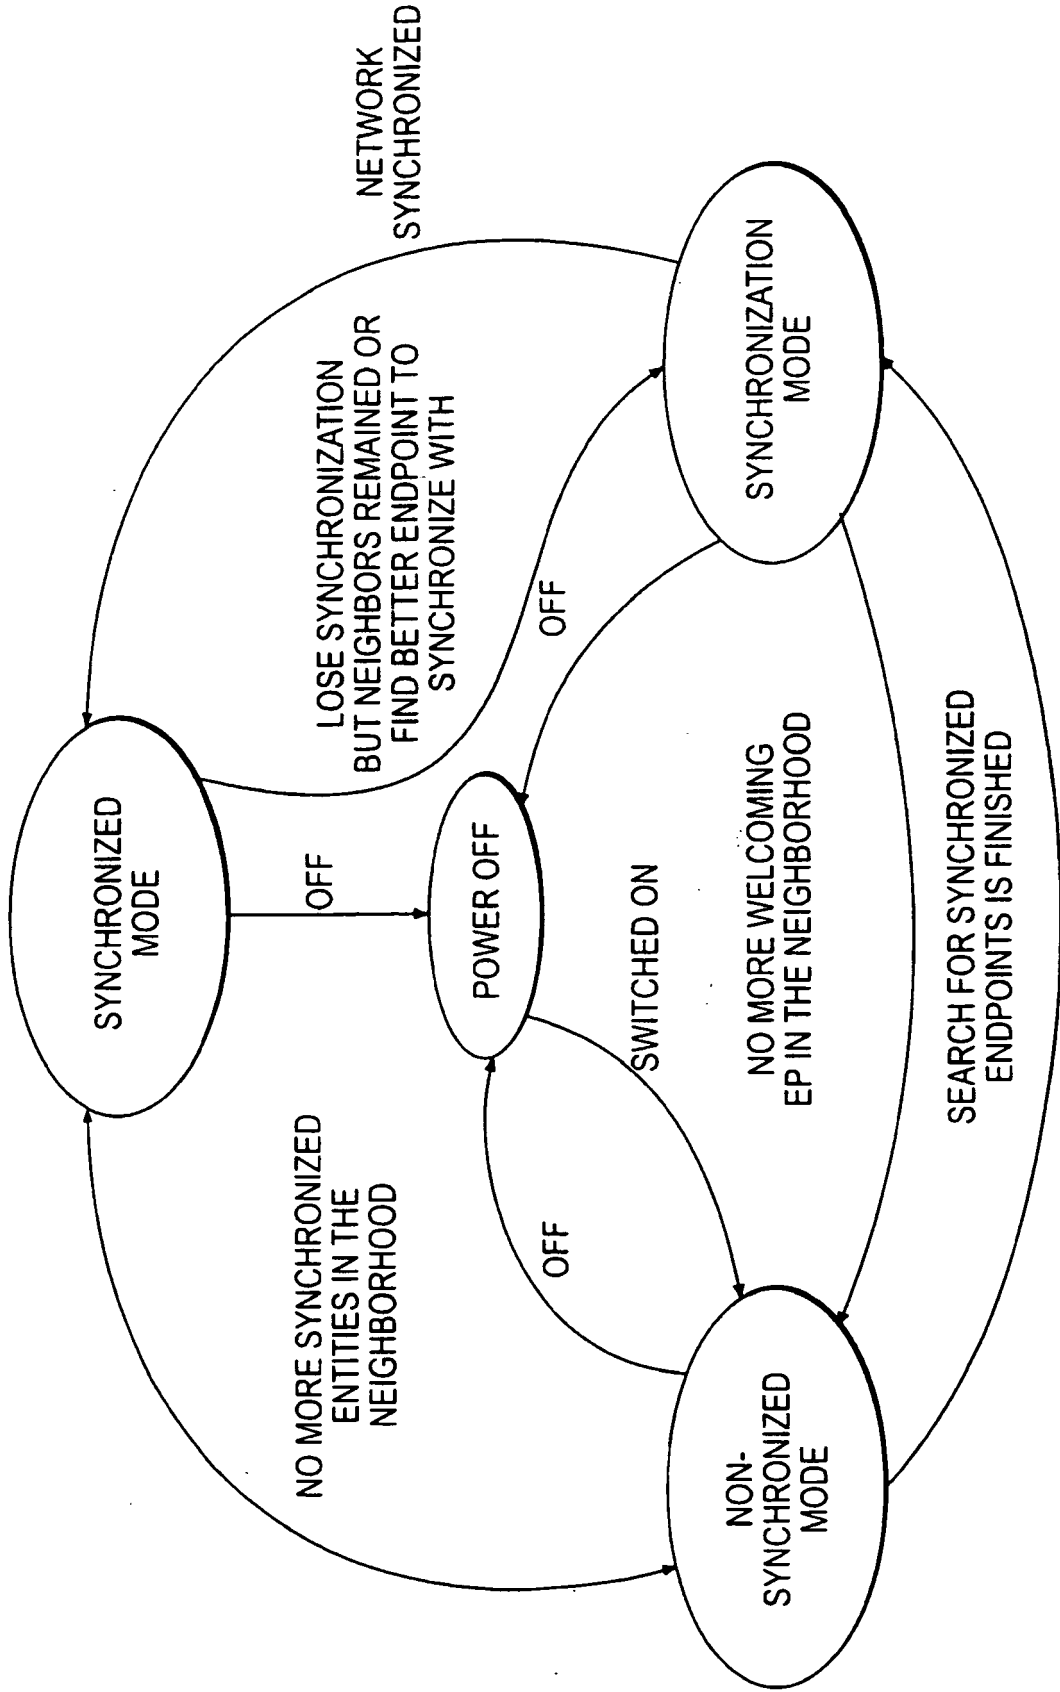 SYNCHRONIZED
MODE
NETWORK
SYNCHRONIZED
NO MORE SYNCHRONIZED
ENTITIES IN THE
NEIGHBORHOOD
OFF
LOSE SYNCHRONIZATION
BUT NEIGHBORS REMAINED OR
FIND BETTER ENDPOINT TO
SYNCHRONIZE WITH
POWER OFF
OFF
OFF
SWITCHED ON
NON-
SYNCHRONIZED
MODE
NO MORE WELCOMING
EP IN THE NEIGHBORHOOD
SYNCHRONIZATION
MODE
SEARCH FOR SYNCHRONIZED
ENDPOINTS IS FINISHED